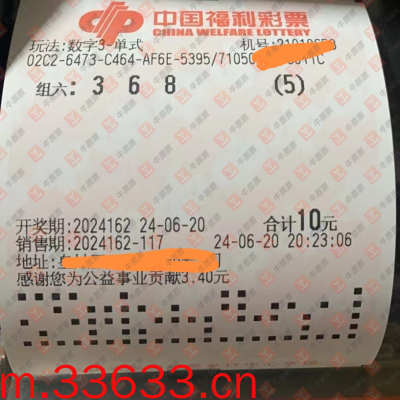 中国福利彩票
CHINA WELFARE LOTTERY
玩法:数字3-单式 机号:
02C2-6473-C464-AF6E-5395/7105
组六: 3 6 8 (5)
开奖期:2024162 24-06-20 合计10元
销售期:2024162-117 24-06-20 20:23:06
地址:
感谢您为公益事业贡献3.40元
m.33633.cn